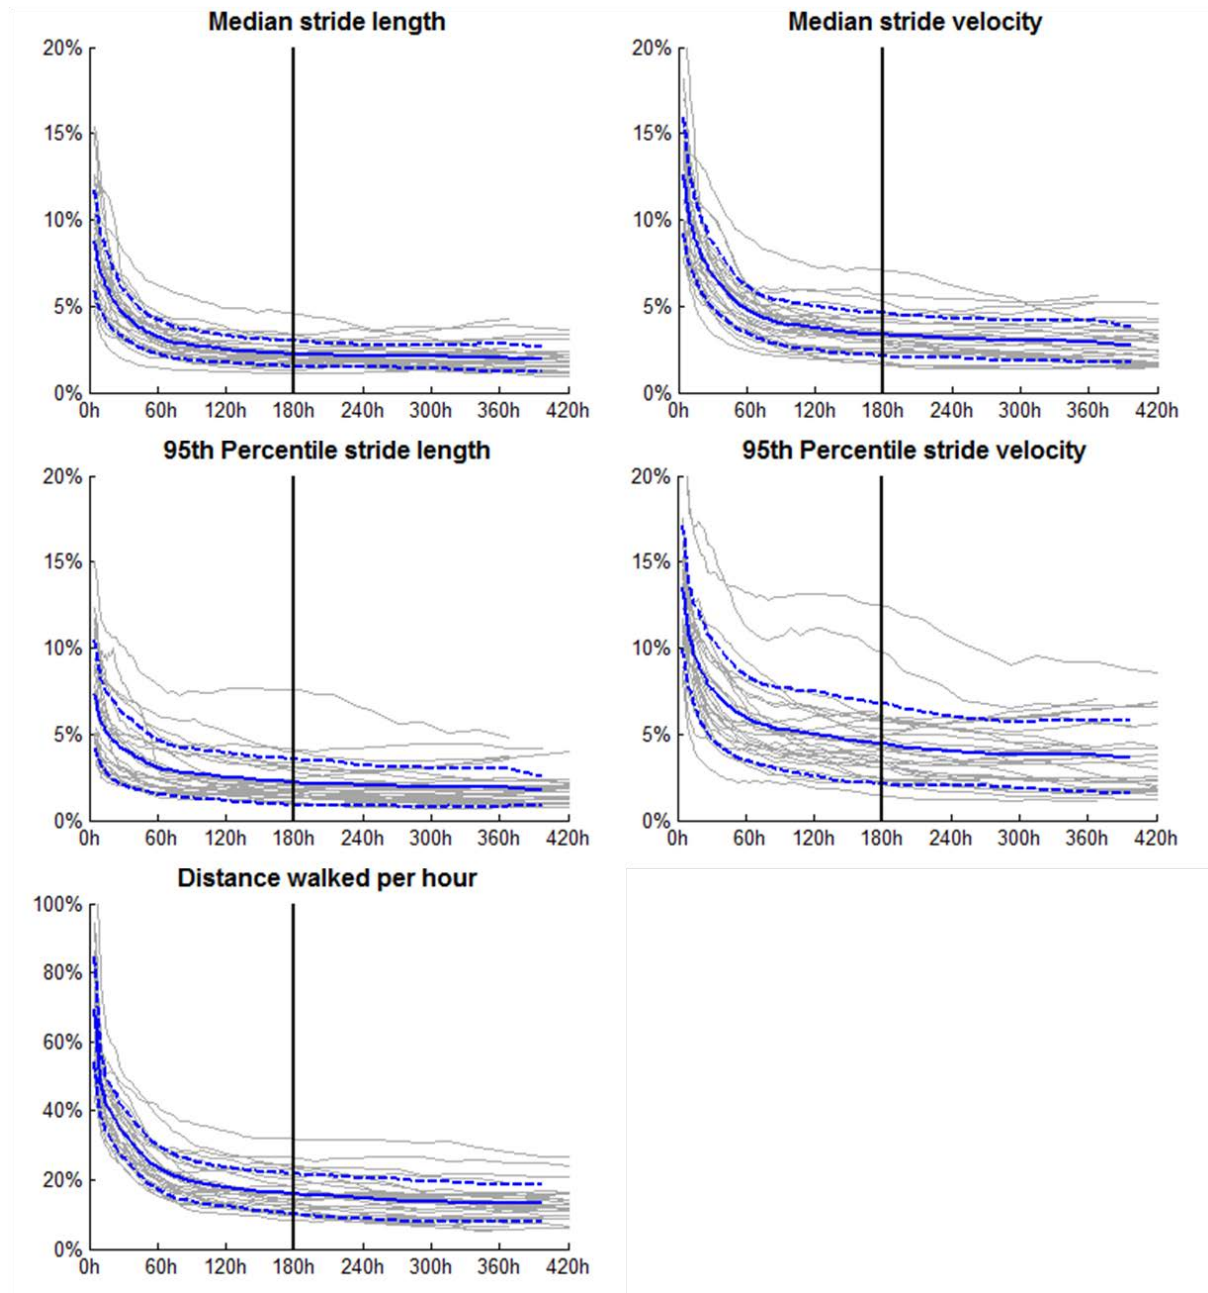 Median stride length
20%
15%
10%
5%
0%
0h 60h 120h 180h 240h 300h 360h 420h
Median stride velocity
20%
15%
10%
5%
0%
0h 60h 120h 180h 240h 300h 360h 420h
95th Percentile stride length
20%
15%
10%
5%
0%
0h 60h 120h 180h 240h 300h 360h 420h
95th Percentile stride velocity
20%
15%
10%
5%
0%
0h 60h 120h 180h 240h 300h 360h 420h
Distance walked per hour
100%
80%
60%
40%
20%
0%
0h 60h 120h 180h 240h 300h 360h 420h